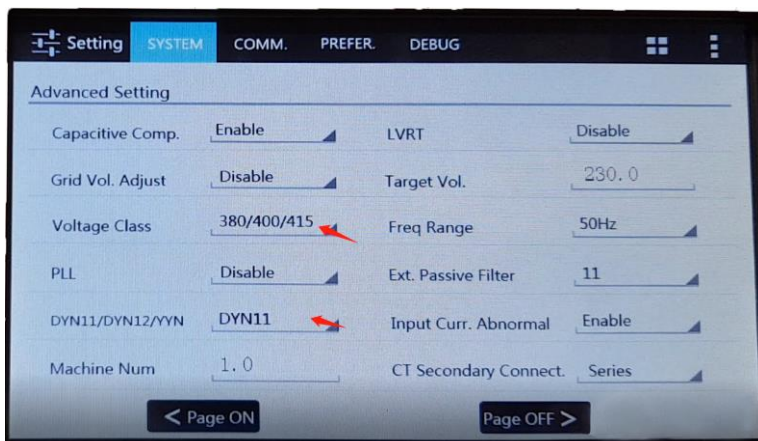 Setting SYSTEM COMM. PREFER. DEBUG
Advanced Setting
Capacitive Comp. Enable LVRT Disable
Grid Vol. Adjust Disable Target Vol. 230.0
Voltage Class 380/400/415 Freq Range 50Hz
PLL Disable Ext. Passive Filter 11
DYN11/DYN12/YYN DYN11 Input Curr. Abnormal Enable
Machine Num 1.0 CT Secondary Connect. Series
< Page ON Page OFF >